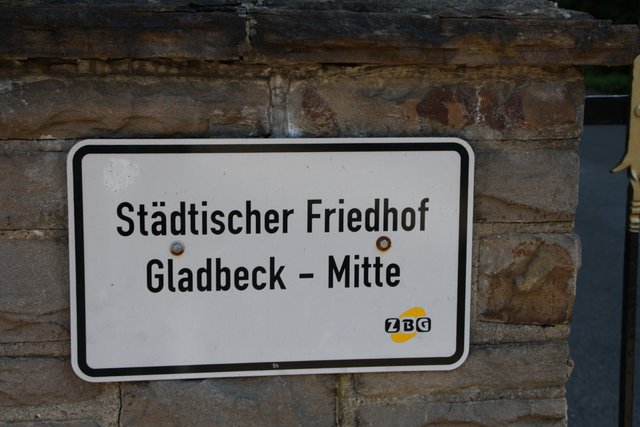 Städtischer Friedhof
Gladbeck - Mitte
ZBG